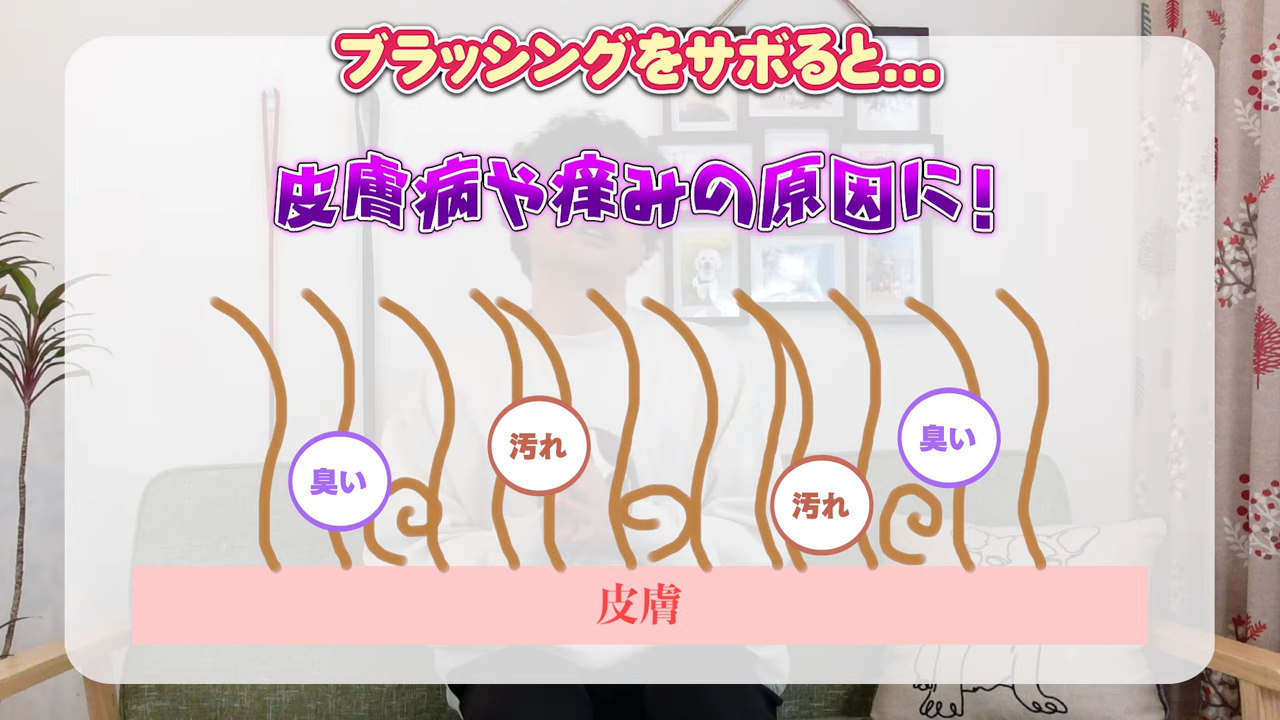 ブラッシングをサボると...
皮膚病や痒みの原因に!
臭い
汚れ
汚れ
臭い
皮膚